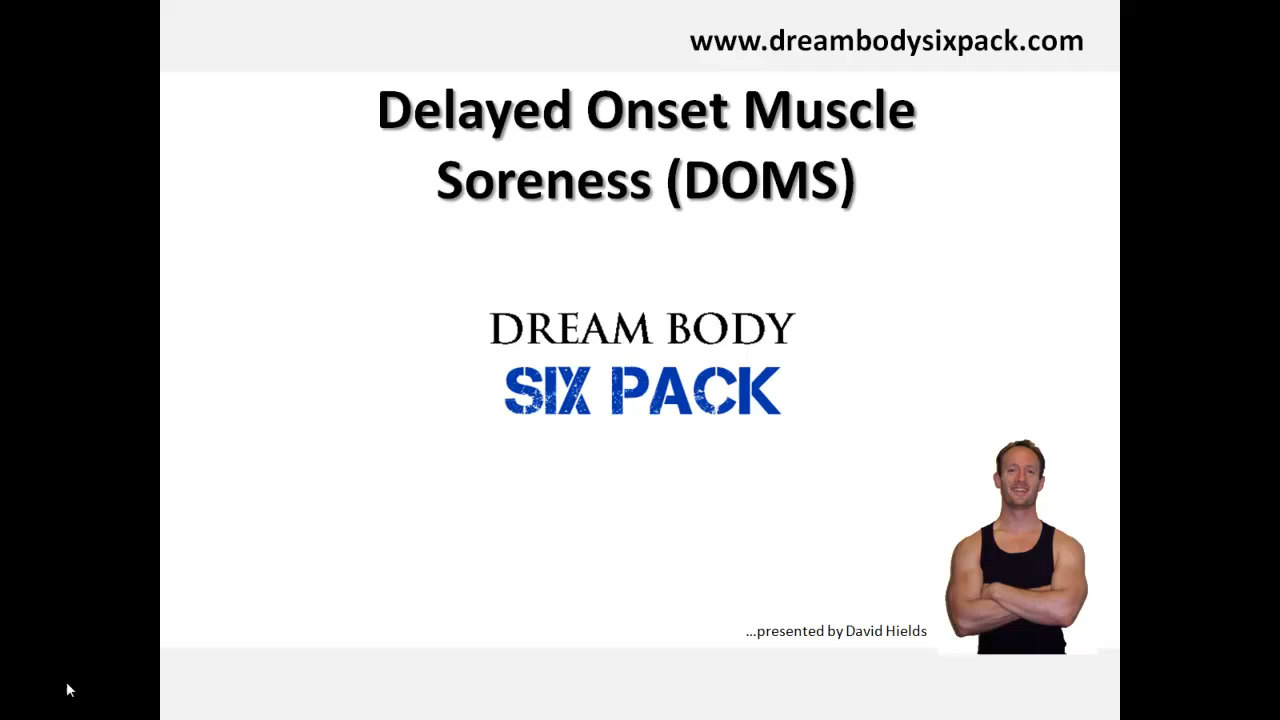 www.dreambodysixpack.com
Delayed Onset Muscle
Soreness (DOMS)
DREAM BODY
SIX PACK
...presented by David Hields